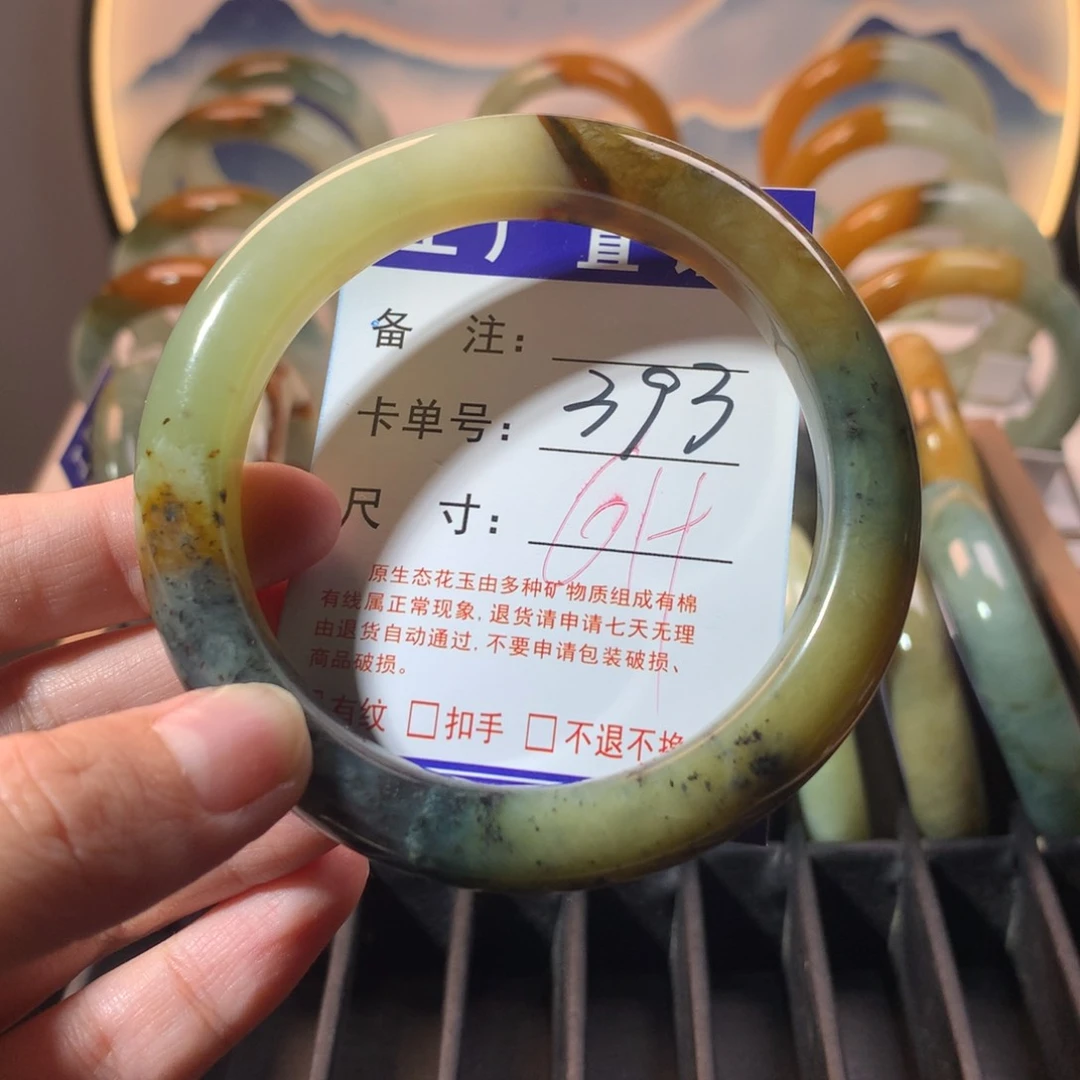 工厂直
备 注：
卡单号：393
尺 寸：61
原生态花玉由多种矿物质组成有棉
有线属正常现象，退货请申请七天无理
由退货自动通过，不要申请包装破损、
商品破损。
有纹 □扣手 □不退不换